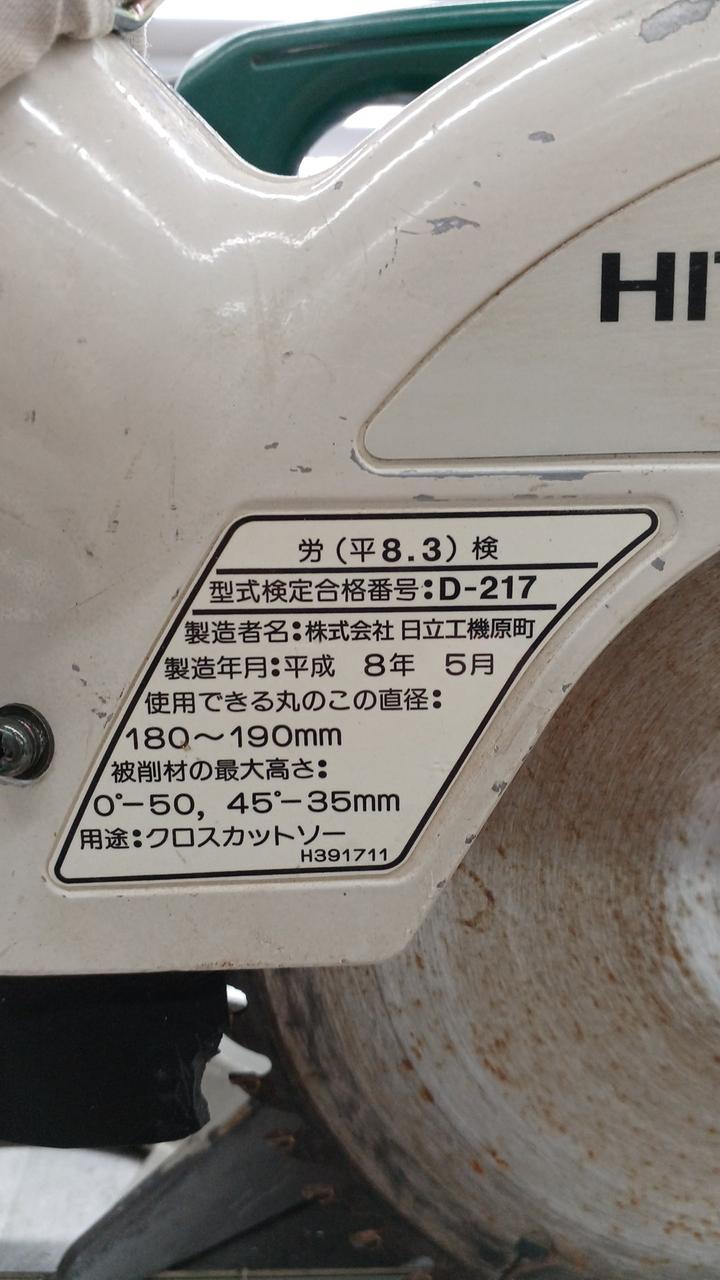 HIT
労(平8.3)検
型式検定合格番号:D-217
製造者名:株式会社 日立工機原町
製造年月:平成 8年 5月
使用できる丸のこの直径:
180〜190mm
被削材の最大高さ:
0°-50, 45°-35mm
用途:クロスカットソー
H391711